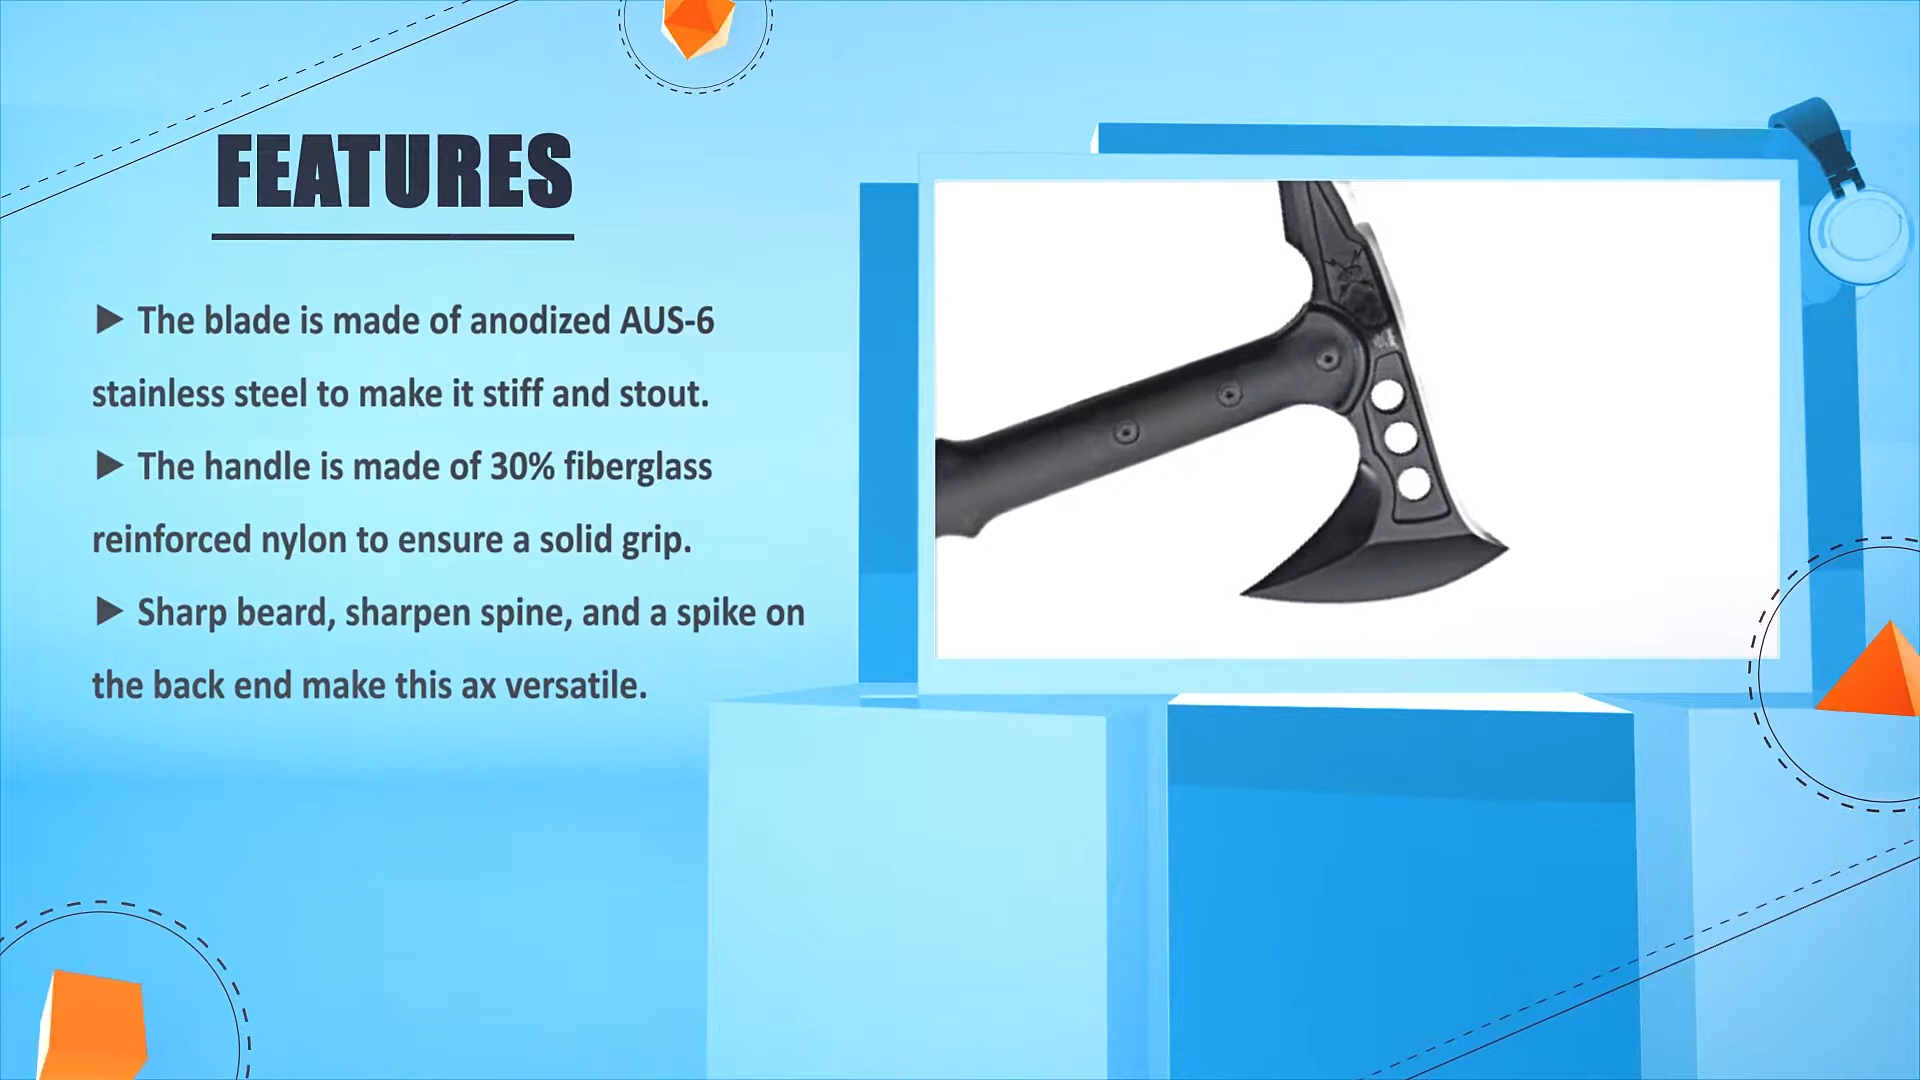 FEATURES
▶ The blade is made of anodized AUS-6
stainless steel to make it stiff and stout.
▶ The handle is made of 30% fiberglass
reinforced nylon to ensure a solid grip.
▶ Sharp beard, sharpen spine, and a spike on
the back end make this ax versatile.